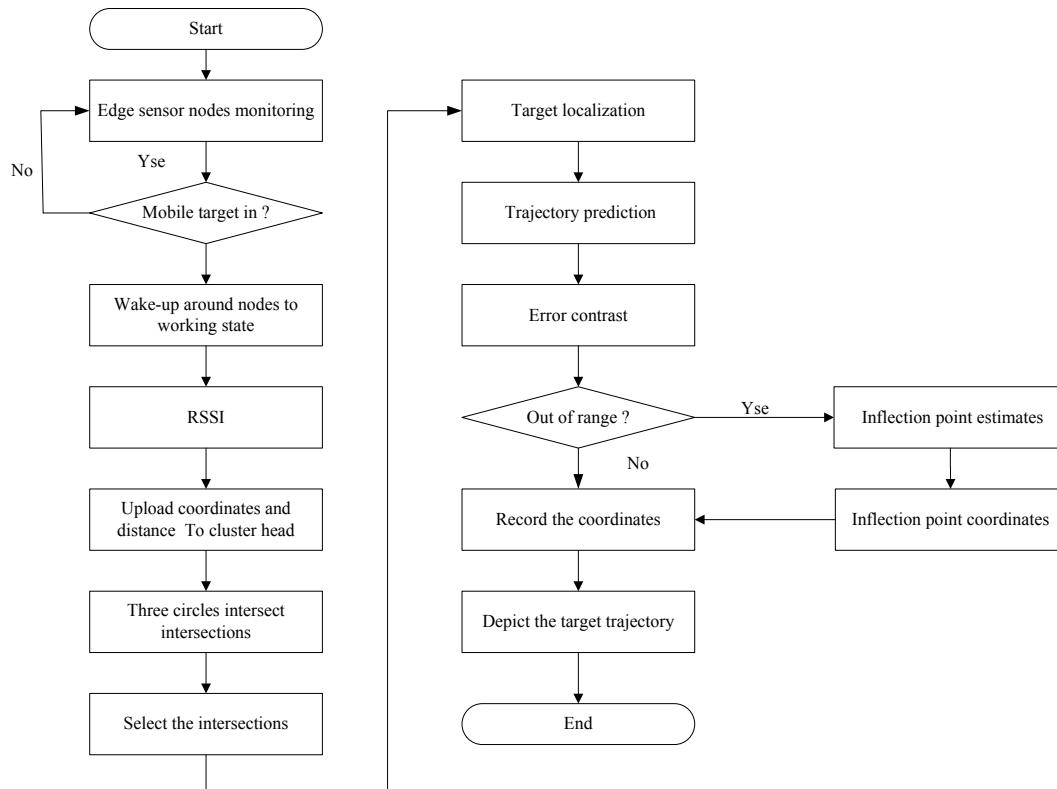 Start
Edge sensor nodes monitoring
Yse
No
Mobile target in ?
Wake-up around nodes to
working state
RSSI
Upload coordinates and
distance To cluster head
Three circles intersect
intersections
Select the intersections
Target localization
Trajectory prediction
Error contrast
Out of range ?
Yse
Inflection point estimates
No
Record the coordinates
Inflection point coordinates
Depict the target trajectory
End